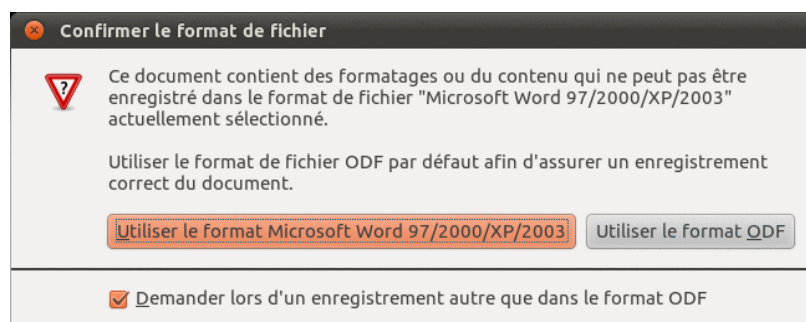 Confirmer le format de fichier
Ce document contient des formatages ou du contenu qui ne peut pas être
enregistré dans le format de fichier "Microsoft Word 97/2000/XP/2003"
actuellement sélectionné.
Utiliser le format de fichier ODF par défaut afin d'assurer un enregistrement
correct du document.
Utiliser le format Microsoft Word 97/2000/XP/2003 Utiliser le format ODF
Demander lors d'un enregistrement autre que dans le format ODF